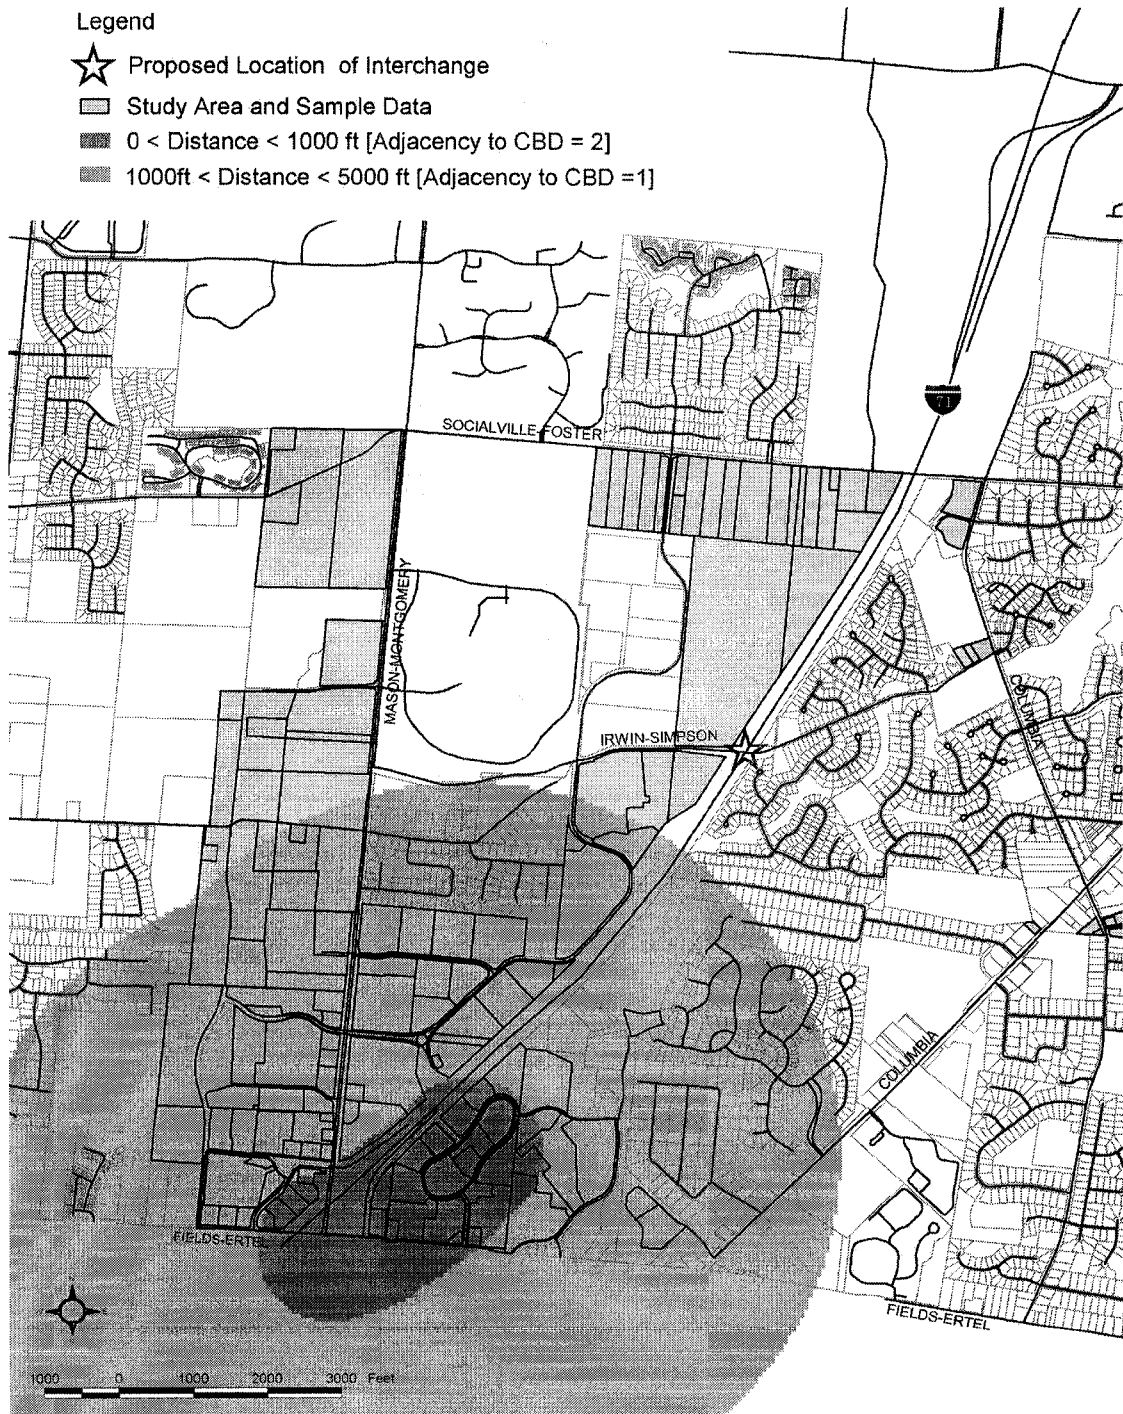 Legend
Proposed Location of Interchange
Study Area and Sample Data
0 < Distance < 1000 ft [Adjacency to CBD = 2]
1000ft < Distance < 5000 ft [Adjacency to CBD =1]
71
SOCIALVILLE-FOSTER
MASON-MONTGOMERY
IRWIN-SIMPSON
COLUMBIA
COLUMBIA
FIELDS-ERTEL
FIELDS-ERTEL
1000 0 1000 2000 3000 Feet